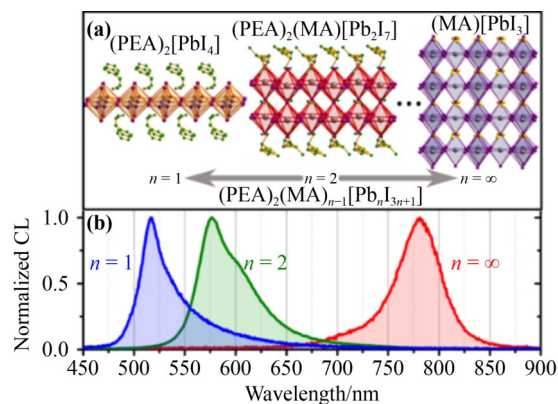 (a)
(PEA)₂[PbI₄]
(PEA)₂(MA)[Pb₂I₇]
(MA)[PbI₃]
n = 1
n = 2
n = ∞
(PEA)₂(MA)ₙ₋₁[PbₙI₃ₙ₊₁]
(b)
n = 1
n = 2
n = ∞
Normalized CL
1.0
0.5
0.0
450 500 550 600 650 700 750 800 850 900
Wavelength/nm